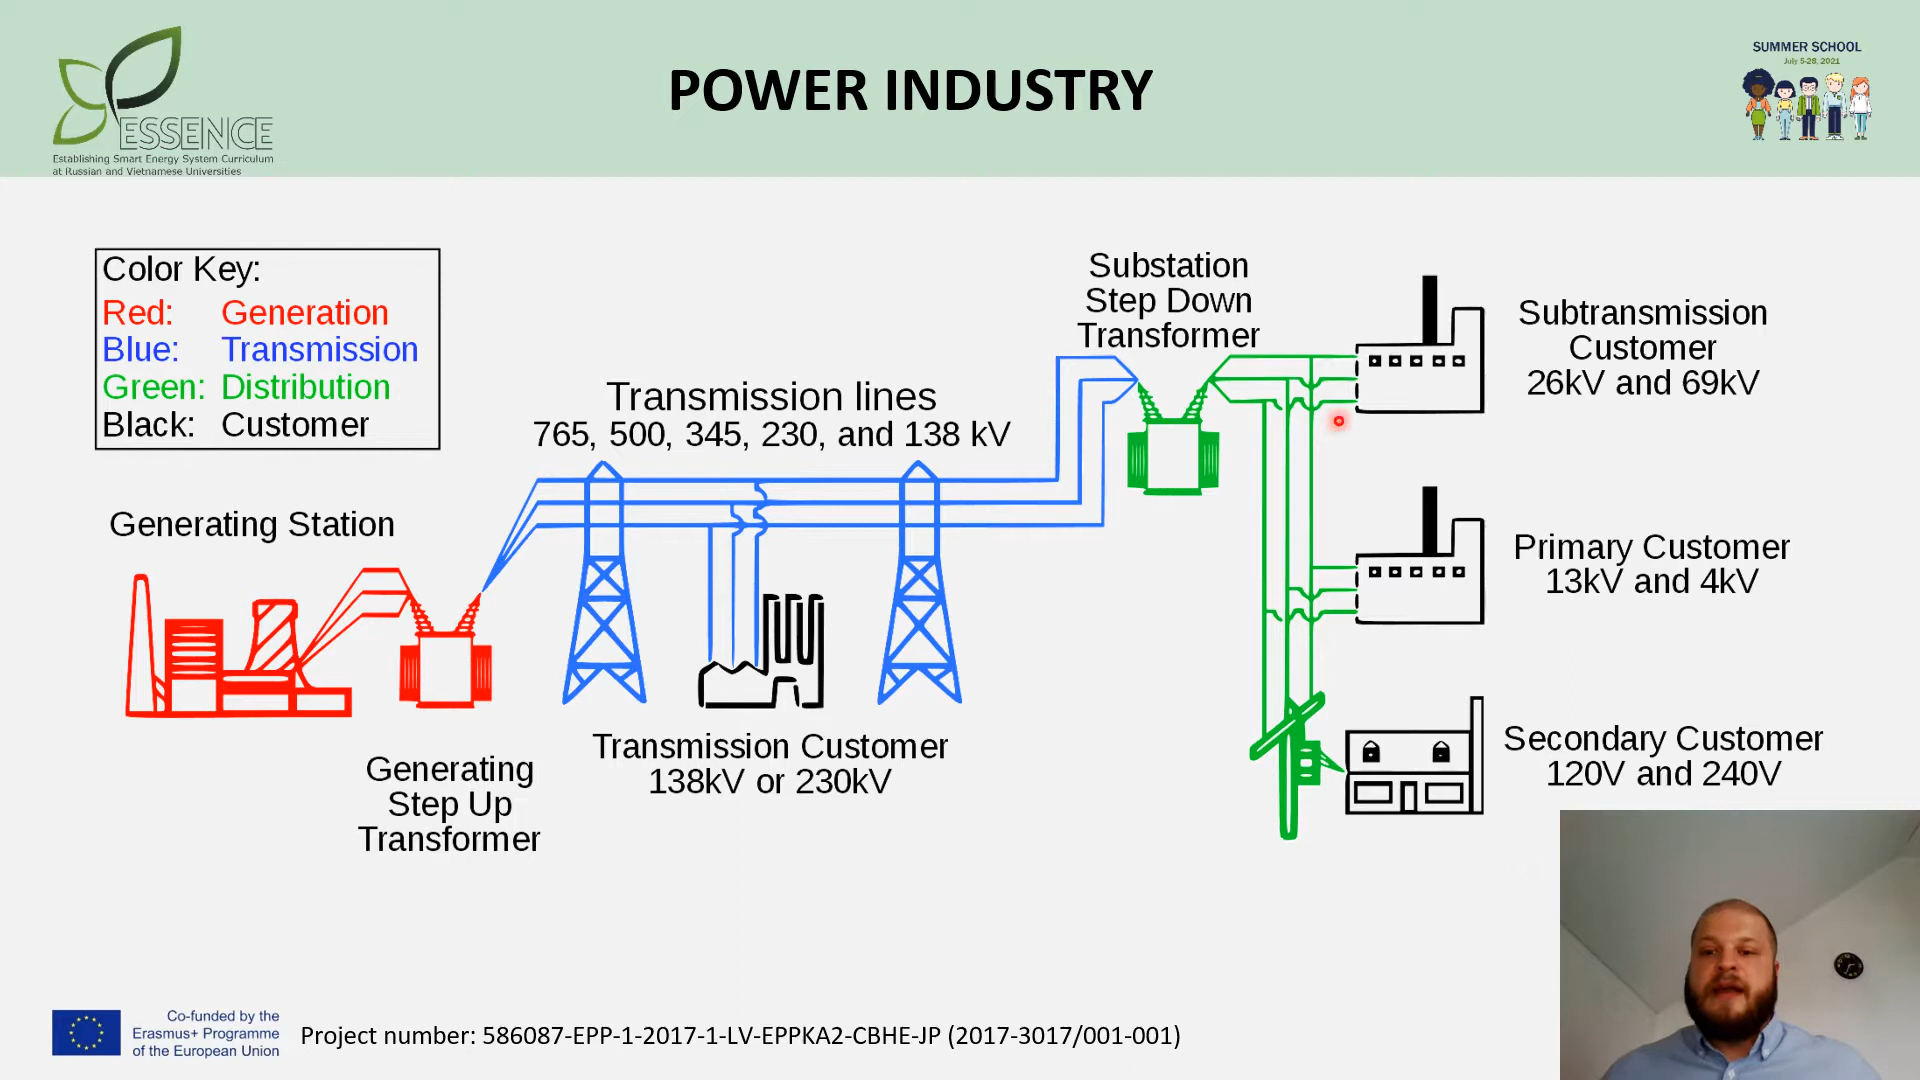 ESSENCE
Establishing Smart Energy System Curriculum
at Russian and Vietnamese Universities
POWER INDUSTRY
SUMMER SCHOOL
July 5-28, 2021
Color Key:
Red: Generation
Blue: Transmission
Green: Distribution
Black: Customer
Substation
Step Down
Transformer
Subtransmission
Customer
26kV and 69kV
Transmission lines
765, 500, 345, 230, and 138 kV
Generating Station
Primary Customer
13kV and 4kV
Transmission Customer
138kV or 230kV
Secondary Customer
120V and 240V
Generating
Step Up
Transformer
Co-funded by the
Erasmus+ Programme
of the European Union
Project number: 586087-EPP-1-2017-1-LV-EPPKA2-CBHE-JP (2017-3017/001-001)